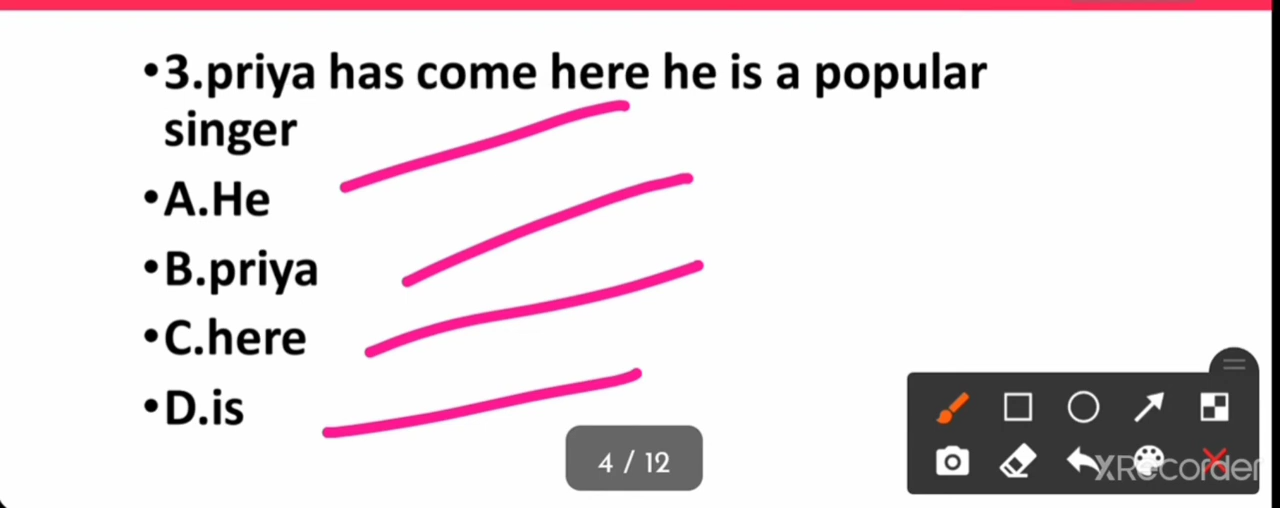 •3.priya has come here he is a popular
singer
•A.He
•B.priya
•C.here
•D.is
4 / 12
XRecorder